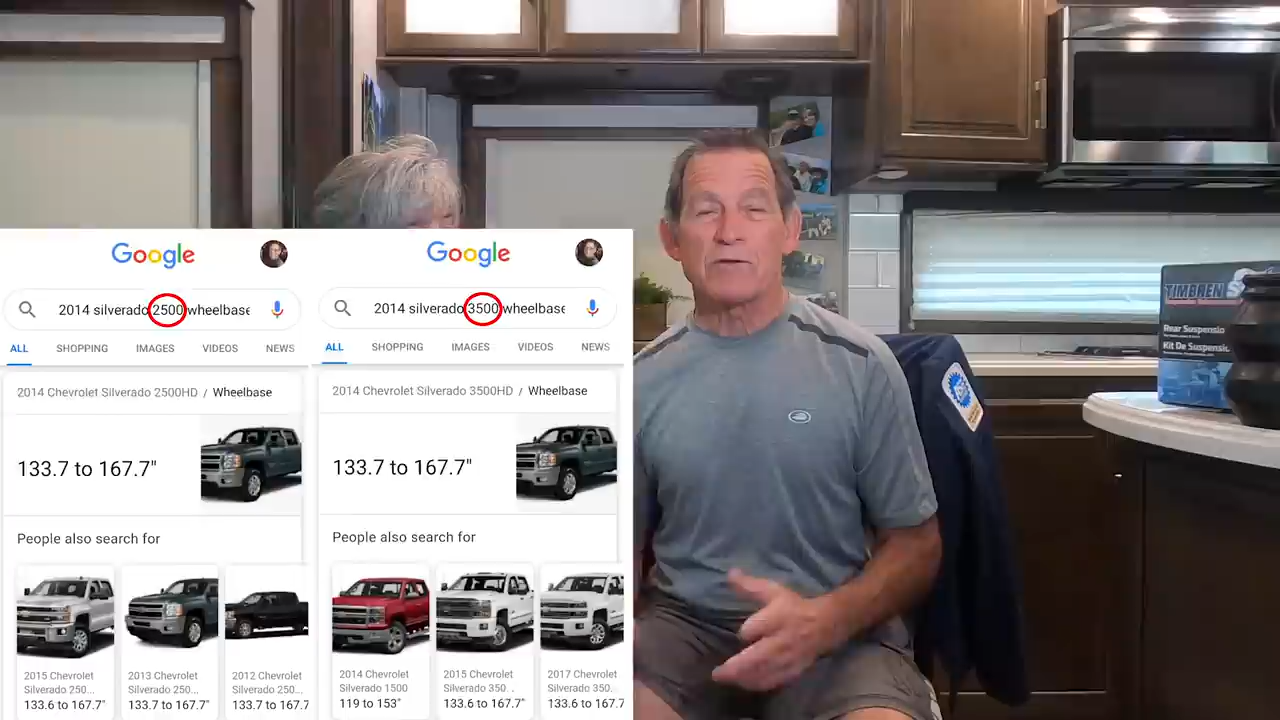 Google
2014 silverado 2500 wheelbase
ALL SHOPPING IMAGES VIDEOS NEWS
2014 Chevrolet Silverado 2500HD / Wheelbase
133.7 to 167.7"
People also search for
2015 Chevrolet
Silverado 250...
133.6 to 167.7"
2013 Chevrolet
Silverado 250...
133.7 to 167.7"
2012 Chevrolet
Silverado 250...
133.7 to 167.7
Google
2014 silverado 3500 wheelbase
ALL SHOPPING IMAGES VIDEOS NEWS
2014 Chevrolet Silverado 3500HD / Wheelbase
133.7 to 167.7"
People also search for
2014 Chevrolet
Silverado 1500
119 to 153"
2015 Chevrolet
Silverado 350...
133.6 to 167.7"
2017 Chevrolet
Silverado 350...
133.6 to 167.7
TIMBREN
Rear Suspensio
Kit De Suspensic